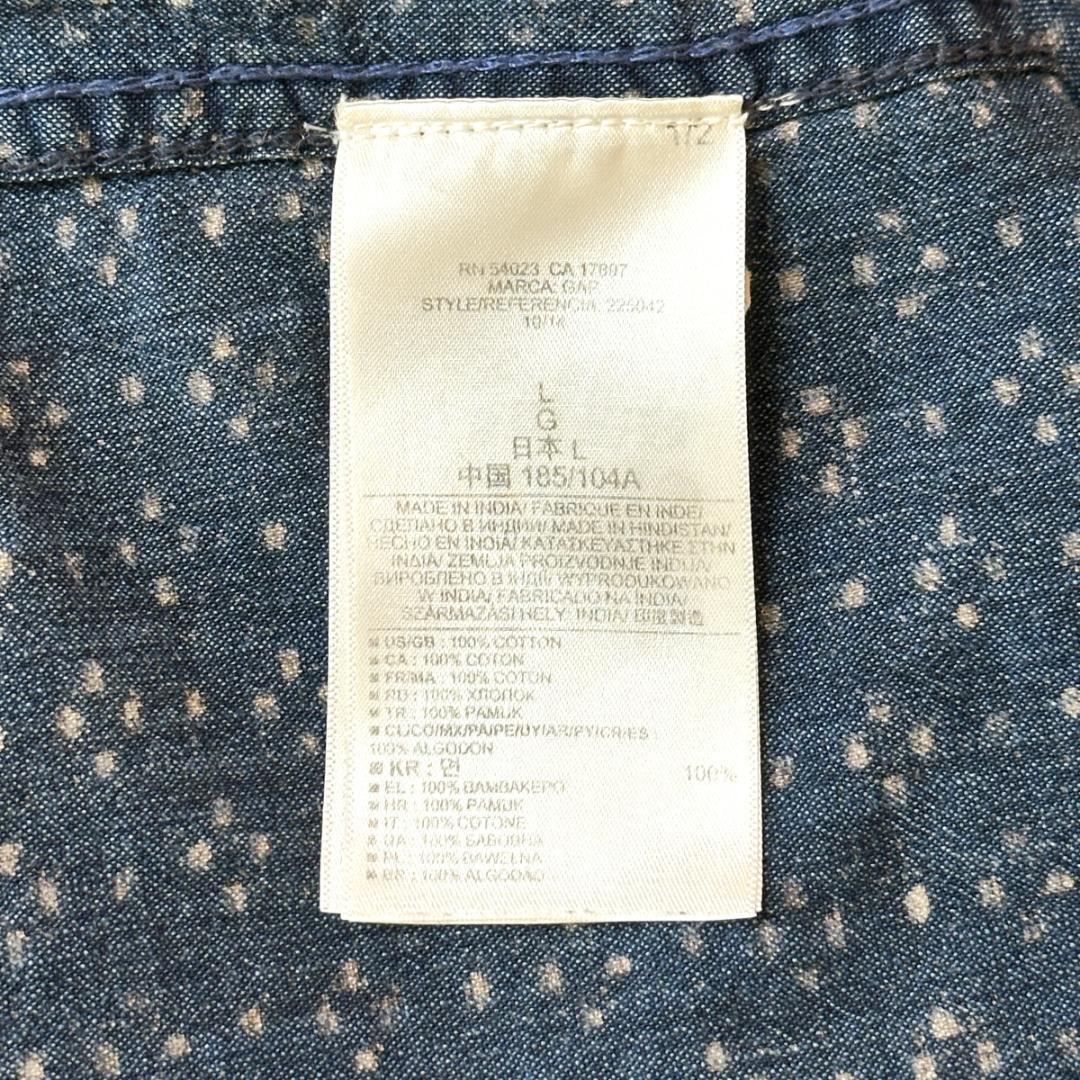 1/2
RN 54023 CA 17897
MARCA: GAP
STYLE/REFERENCIA: 225042
10/14
L
G
日本 L
中国 185/104A
MADE IN INDIA/ FABRIQUE EN INDE/
СДЕЛАНО В ИНДИИ/ MADE IN HINDISTAN/
HECHO EN INDIA/ ΚΑΤΑΣΚΕΥΑΣΤΗΚΕ ΣΤΗΝ
ΙΝΔΙΑ/ ZEMLJA PROIZVODNJE INDIJA/
ВИРОБЛЕНО В ІНДІЇ/ WYPRODUKOWANO
W INDIA/ FABRICADO NA INDIA/
SZÁRMAZÁSI HELY: INDIA/ 印度製造
US/GB : 100% COTTON
CA : 100% COTON
FR/MA : 100% COTON
RU : 100% ХЛОПОК
TR : 100% PAMUK
CL/CO/MX/PA/PE/UY/AR/PY/CR/ES :
100% ALGODON
KR : 면 100%
EL : 100% ΒΑΜΒΑΚΕΡΟ
HR : 100% PAMUK
IT : 100% COTONE
UA : 100% БАВОВНА
PL : 100% BAWEŁNA
BR : 100% ALGODAO